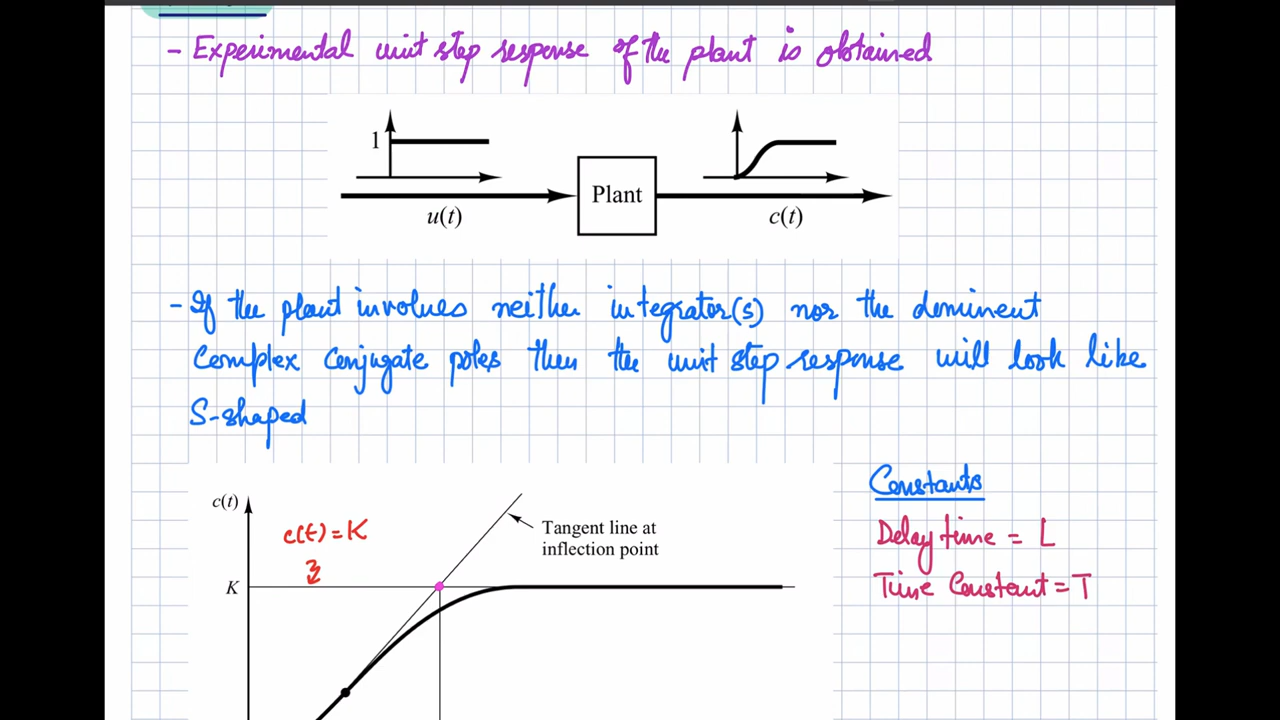 - Experimental unit step response of the plant is obtained
1
Plant
u(t)
c(t)
- If the plant involves neither integrator(s) nor the dominent
complex conjugate poles then the unit step response will look like
S-shaped
c(t)
c(t)=K
Tangent line at
inflection point
K
Constants
Delay time = L
Time Constant = T